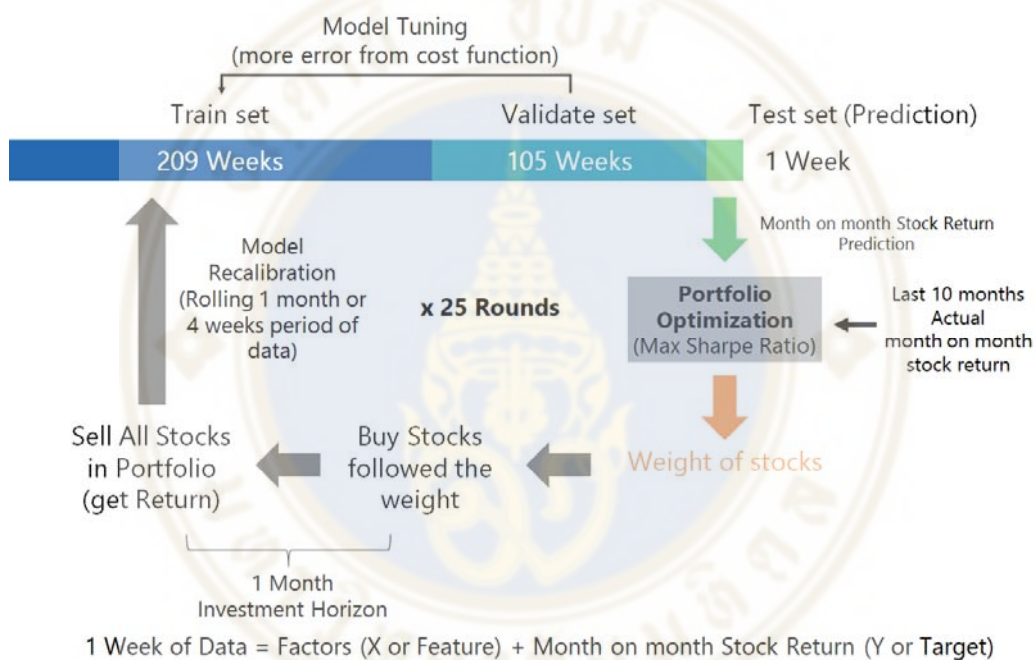 Model Tuning
(more error from cost function)
Train set
Validate set
Test set (Prediction)
209 Weeks
105 Weeks
1 Week
Month on month Stock Return
Prediction
Model
Recalibration
(Rolling 1 month or
4 weeks period of
data)
x 25 Rounds
Portfolio
Optimization
(Max Sharpe Ratio)
Last 10 months
Actual
month on month
stock return
Sell All Stocks
in Portfolio
(get Return)
Buy Stocks
followed the
weight
Weight of stocks
1 Month
Investment Horizon
1 Week of Data = Factors (X or Feature) + Month on month Stock Return (Y or Target)